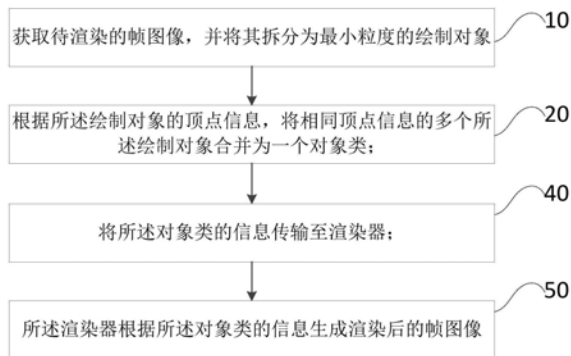 获取待渲染的帧图像，并将其拆分为最小粒度的绘制对象
10
根据所述绘制对象的顶点信息，将相同顶点信息的多个所
述绘制对象合并为一个对象类；
20
将所述对象类的信息传输至渲染器；
40
所述渲染器根据所述对象类的信息生成渲染后的帧图像
50